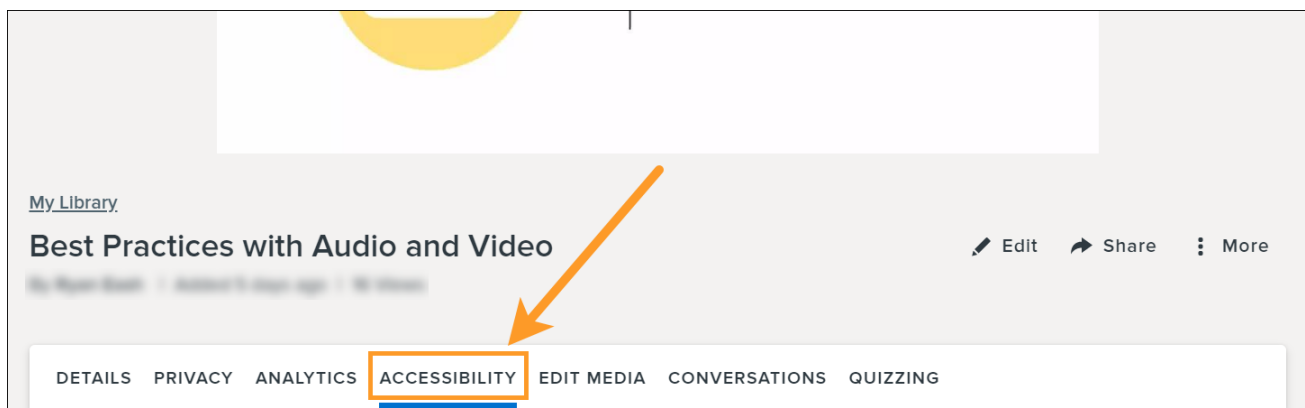 My Library
Best Practices with Audio and Video
Edit Share More
DETAILS PRIVACY ANALYTICS ACCESSIBILITY EDIT MEDIA CONVERSATIONS QUIZZING